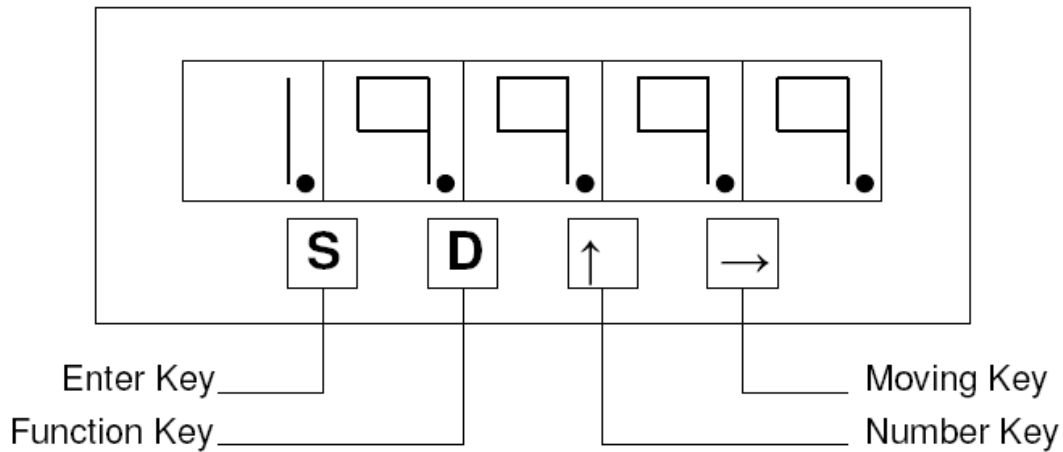 1.9.9.9.9.
S D ↑ →
Enter Key Moving Key
Function Key Number Key